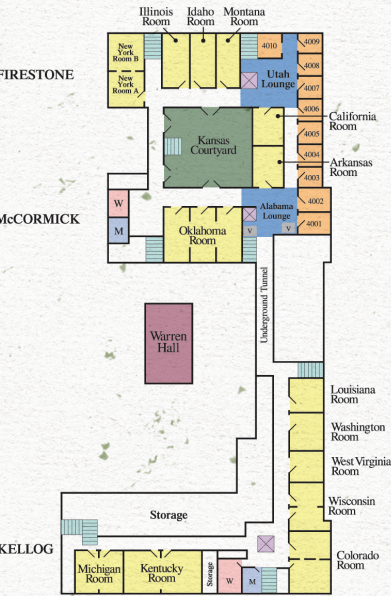 Illinois
Room
Idaho
Room
Montana
Room
FIRESTONE
New
York
Room B
New
York
Room A
4010
4009
4008
4007
Utah
Lounge
4006
California
Room
4005
Kansas
Courtyard
4004
Arkansas
Room
4003
McCORMICK
W
M
Oklahoma
Room
Alabama
Lounge
V
V
4002
4001
Underground Tunnel
Warren
Hall
Louisiana
Room
Washington
Room
West Virginia
Room
Wisconsin
Room
Storage
KELLOG
Michigan
Room
Kentucky
Room
Storage
W
M
Colorado
Room